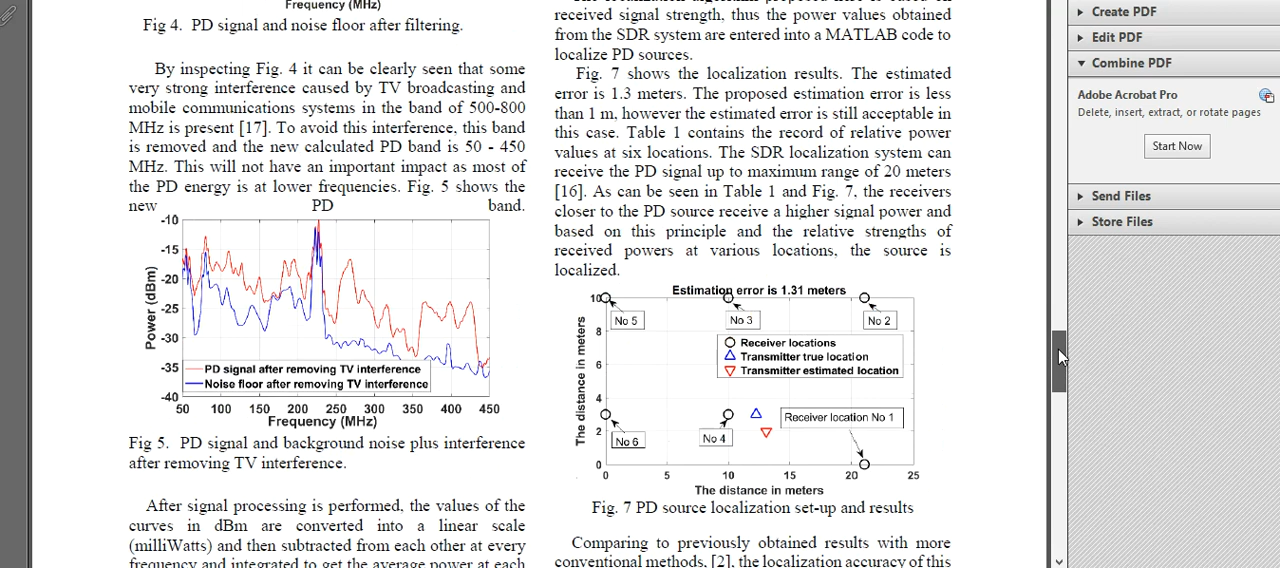 Frequency (MHz)
Fig 4. PD signal and noise floor after filtering.
By inspecting Fig. 4 it can be clearly seen that some
very strong interference caused by TV broadcasting and
mobile communications systems in the band of 500-800
MHz is present [17]. To avoid this interference, this band
is removed and the new calculated PD band is 50 - 450
MHz. This will not have an important impact as most of
the PD energy is at lower frequencies. Fig. 5 shows the
new PD band.
-10
-15
-20
-25
-30
-35
-40
Power (dBm)
PD signal after removing TV interference
Noise floor after removing TV interference
50 100 150 200 250 300 350 400 450
Frequency (MHz)
Fig 5. PD signal and background noise plus interference
after removing TV interference.
After signal processing is performed, the values of the
curves in dBm are converted into a linear scale
(milliWatts) and then subtracted from each other at every
frequency and integrated to get the average power at each
received signal strength, thus the power values obtained
from the SDR system are entered into a MATLAB code to
localize PD sources.
Fig. 7 shows the localization results. The estimated
error is 1.3 meters. The proposed estimation error is less
than 1 m, however the estimated error is still acceptable in
this case. Table 1 contains the record of relative power
values at six locations. The SDR localization system can
receive the PD signal up to maximum range of 20 meters
[16]. As can be seen in Table 1 and Fig. 7, the receivers
closer to the PD source receive a higher signal power and
based on this principle and the relative strengths of
received powers at various locations, the source is
localized.
Estimation error is 1.31 meters
10
8
6
4
2
0
The distance in meters
No 5
No 3
No 2
Receiver locations
Transmitter true location
Transmitter estimated location
Receiver location No 1
No 6
No 4
0 5 10 15 20 25
The distance in meters
Fig. 7 PD source localization set-up and results
Comparing to previously obtained results with more
conventional methods, [2], the localization accuracy of this
Create PDF
Edit PDF
Combine PDF
Adobe Acrobat Pro
Delete, insert, extract, or rotate pages
Start Now
Send Files
Store Files